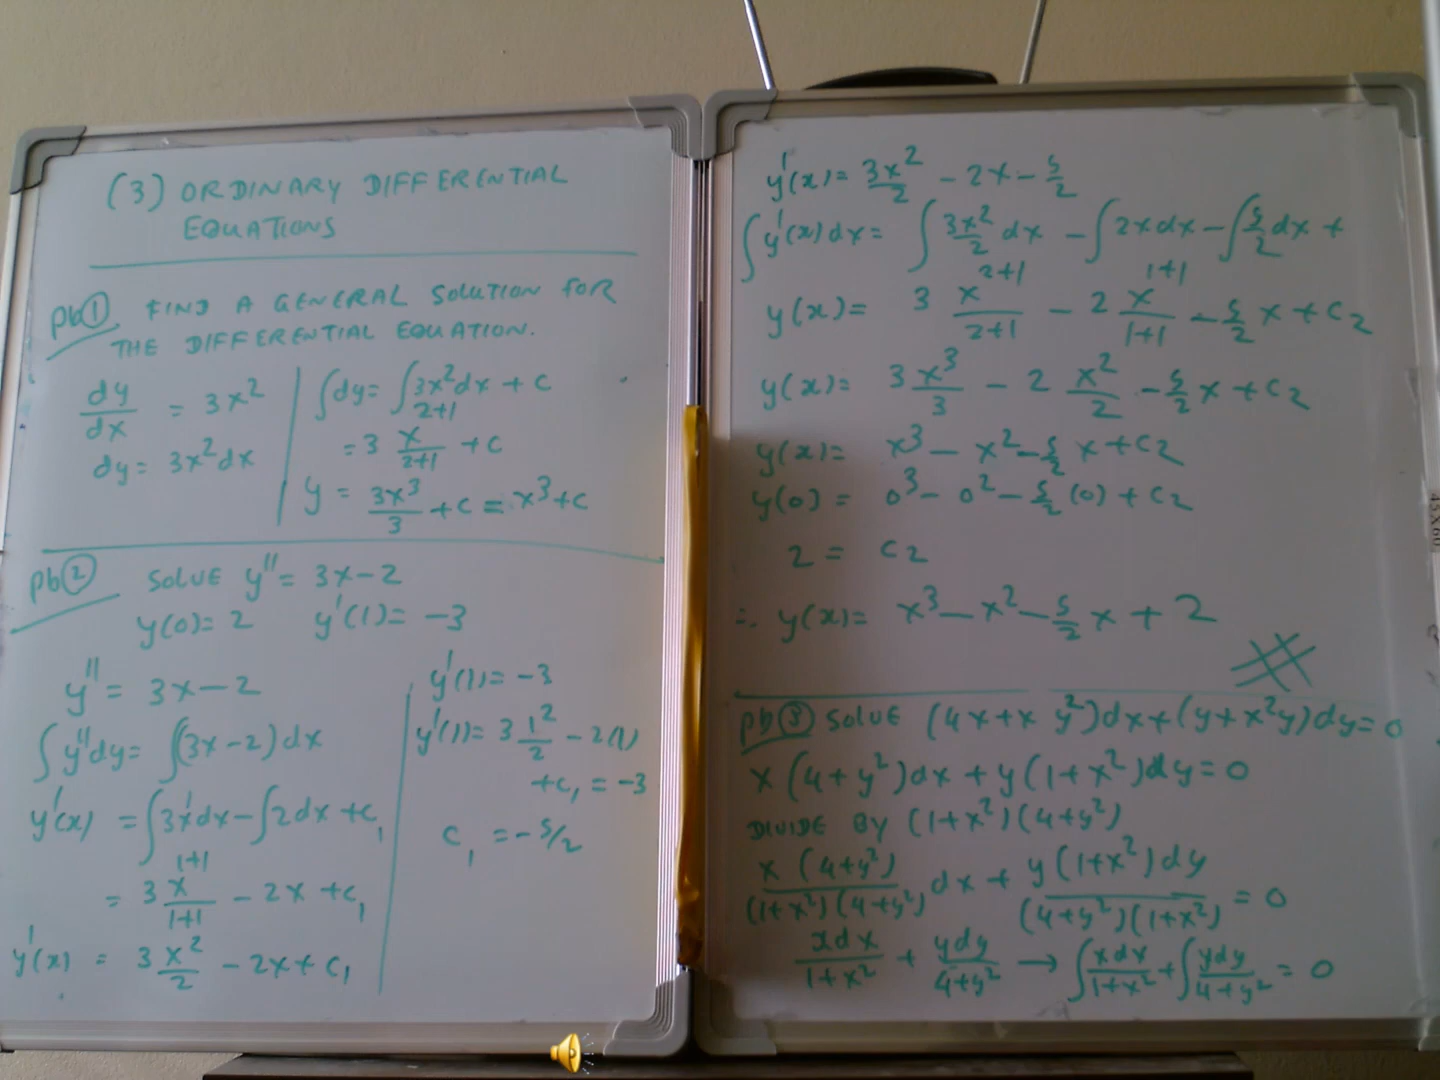 (3) ORDINARY DIFFERENTIAL
EQUATIONS
pb① FIND A GENERAL SOLUTION FOR
THE DIFFERENTIAL EQUATION.
dy/dx = 3x²
dy = 3x²dx
∫dy = ∫3x²dx + C
= 3 x^(2+1)/(2+1) + C
y = 3x³/3 + C = x³ + C
pb② SOLVE y'' = 3x-2
y(0) = 2 y'(1) = -3
y'' = 3x-2
∫y''dy = ∫(3x-2)dx
y'(x) = ∫3x¹dx - ∫2dx + C₁
= 3 x^(1+1)/(1+1) - 2x + C₁
y'(x) = 3 x²/2 - 2x + C₁
y'(1) = -3
y'(1) = 3 1²/2 - 2(1)
+C₁ = -3
C₁ = -5/2
y'(x) = 3x²/2 - 2x - 5/2
∫y'(x)dx = ∫3x²/2 dx - ∫2xdx - ∫5/2 dx +
y(x) = 3 x^(2+1)/(2+1) - 2 x^(1+1)/(1+1) - 5/2 x + C₂
y(x) = 3 x³/3 - 2 x²/2 - 5/2 x + C₂
y(x) = x³ - x² - 5/2 x + C₂
y(0) = 0³ - 0² - 5/2 (0) + C₂
2 = C₂
∴ y(x) = x³ - x² - 5/2 x + 2
pb③ SOLVE (4x+x y²)dx+(y+x²y)dy=0
x(4+y²)dx + y(1+x²)dy = 0
DIVIDE BY (1+x²)(4+y²)
x(4+y²)/(1+x²)(4+y²) dx + y(1+x²)dy/(4+y²)(1+x²) = 0
xdx/1+x² + ydy/4+y² → ∫xdx/1+x² + ∫ydy/4+y² = 0